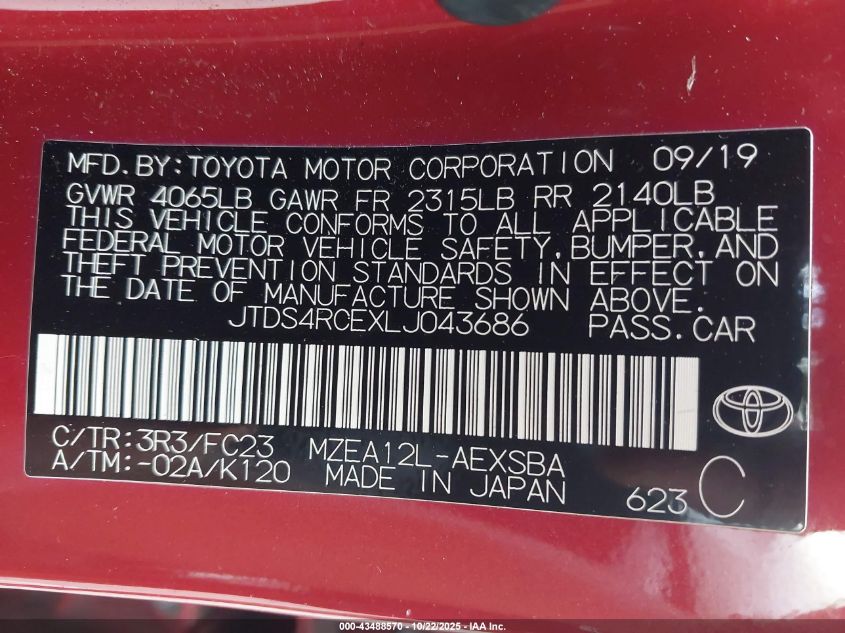 MFD.BY:TOYOTA MOTOR CORPORATION 09/19
GVWR 4065LB GAWR FR 2315LB RR 2140LB
THIS VEHICLE CONFORMS TO ALL APPLICABLE
FEDERAL MOTOR VEHICLE SAFETY,BUMPER,AND
THEFT PREVENTION STANDARDS IN EFFECT ON
THE DATE OF MANUFACTURE SHOWN ABOVE.
JTDS4RCEXLJ043686 PASS.CAR
C/TR:3R3/FC23 MZEA12L-AEXSBA
A/TM:-02A/K120 MADE IN JAPAN
623 C
000-43488570 - 10/22/2025 - IAA Inc.